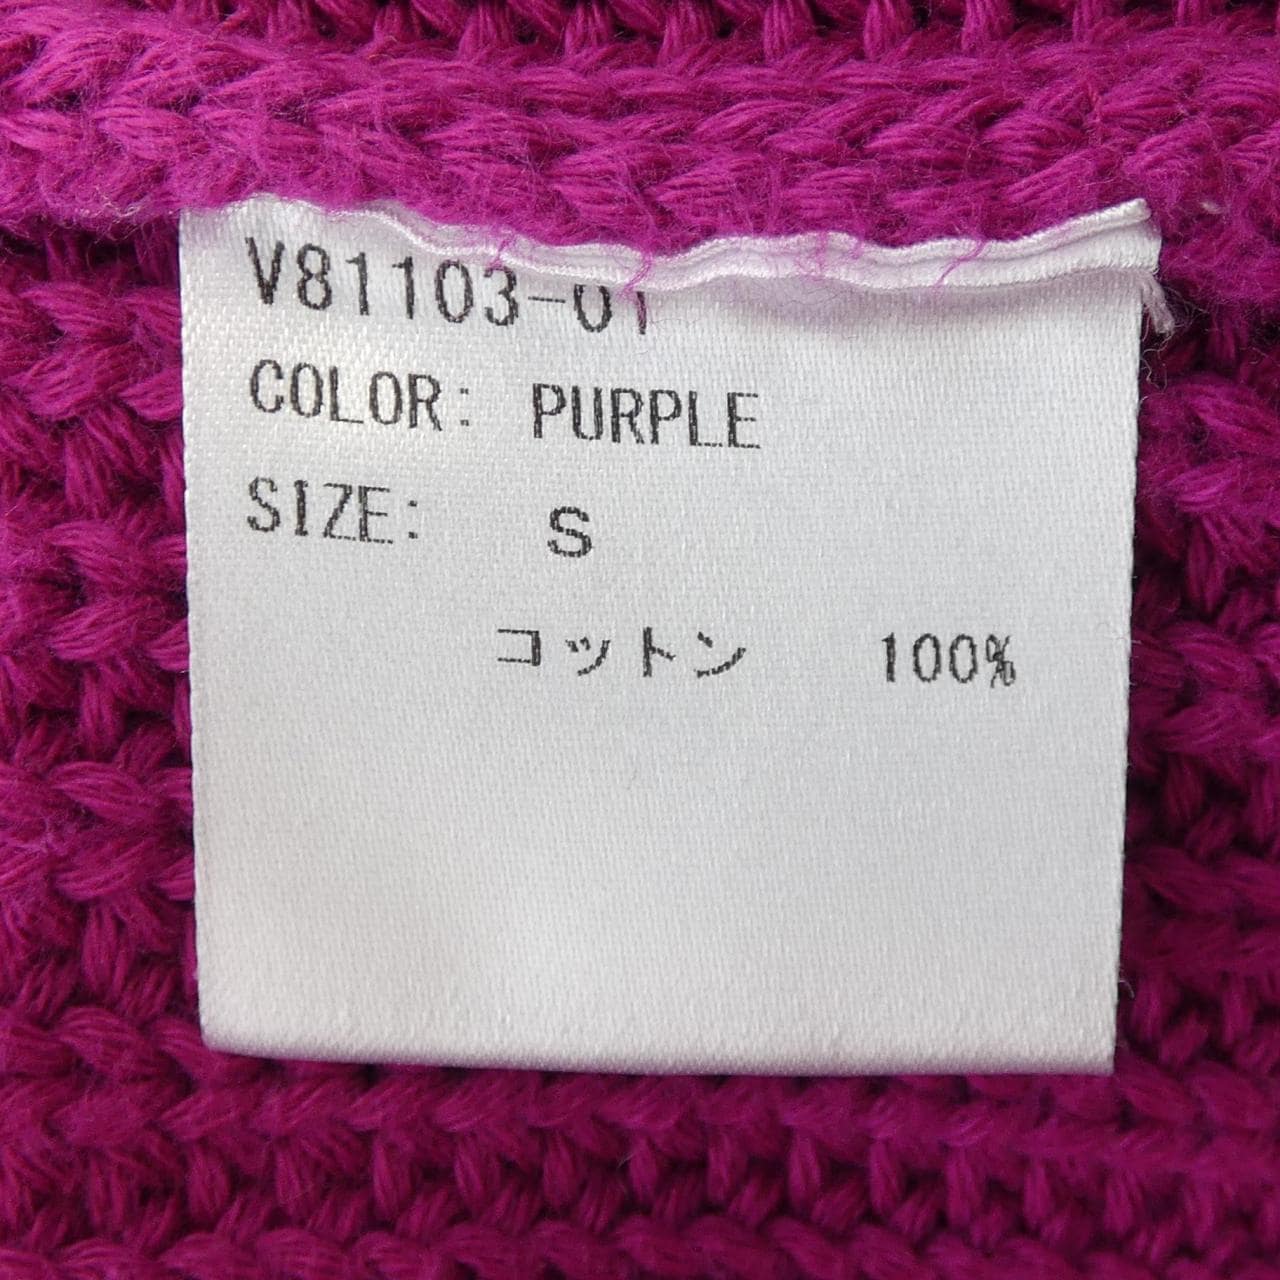 V81103-01
COLOR: PURPLE
SIZE: S
コットン 100%